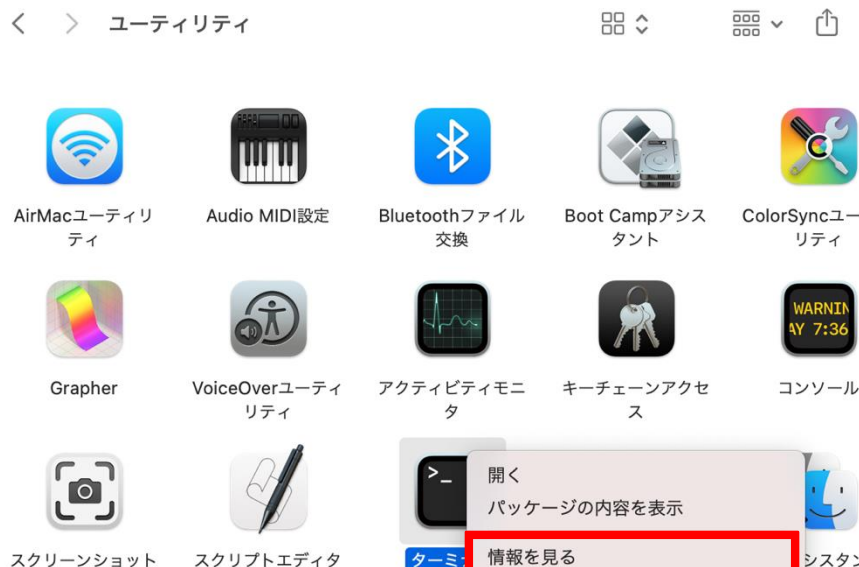 ユーティリティ
AirMacユーティリ
ティ
Audio MIDI設定
Bluetoothファイル
交換
Boot Campアシス
タント
ColorSyncユー
リティ
WARNIN
AY 7:36
Grapher
VoiceOverユーティ
リティ
アクティビティモニ
タ
キーチェーンアクセ
ス
コンソール
>_
開く
パッケージの内容を表示
スクリーンショット
スクリプトエディタ
ターミ
情報を見る
シスタン